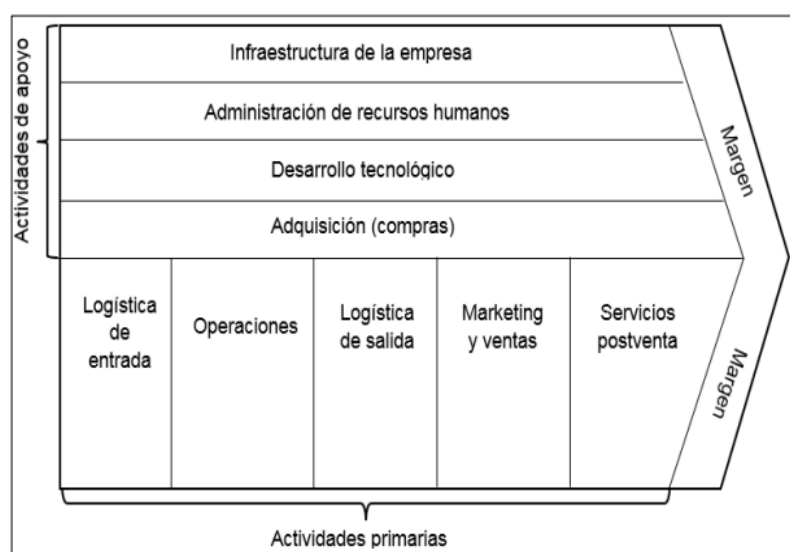 Actividades de apoyo
Infraestructura de la empresa
Administración de recursos humanos
Desarrollo tecnológico
Adquisición (compras)
Margen
Logística
de
entrada
Operaciones
Logística
de salida
Marketing
y ventas
Servicios
postventa
Margen
Actividades primarias